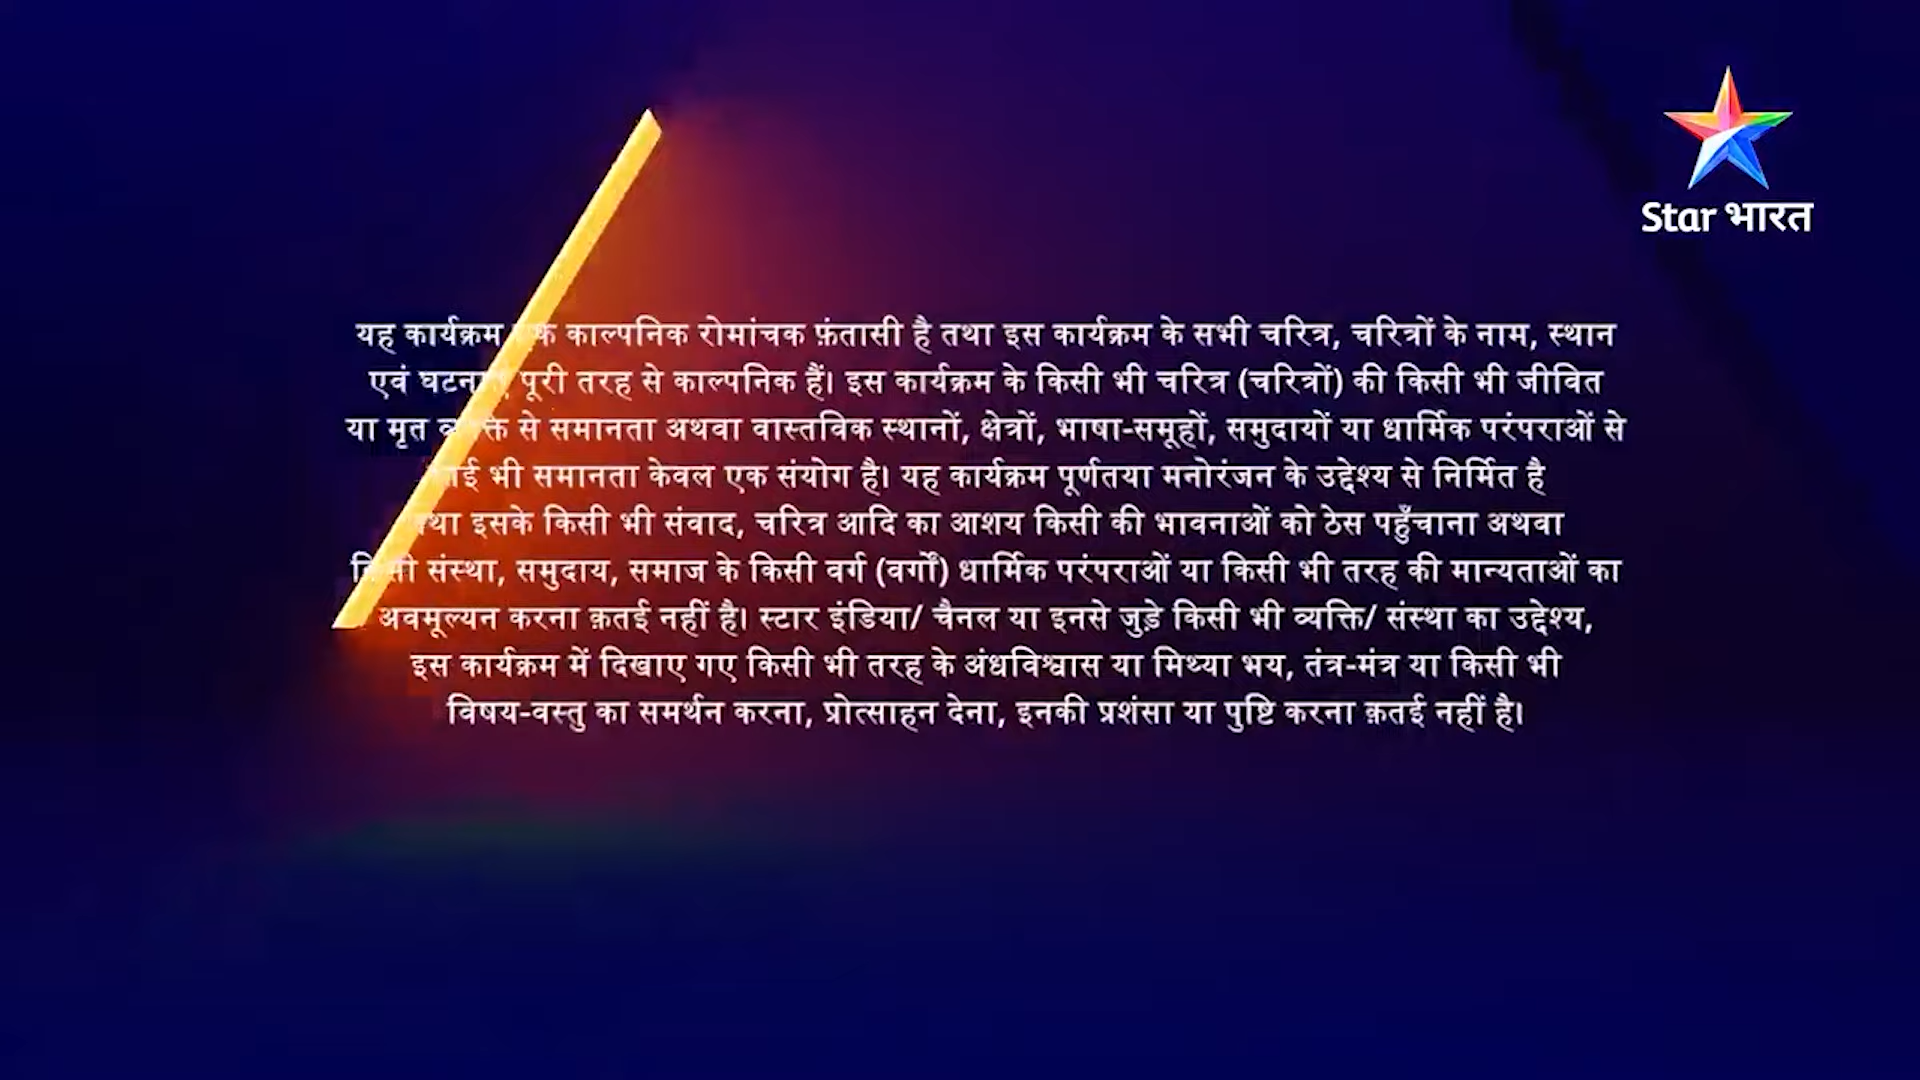 Star भारत
यह कार्यक्रम एक काल्पनिक रोमांचक फ़ंतासी है तथा इस कार्यक्रम के सभी चरित्र, चरित्रों के नाम, स्थान
एवं घटनाएं पूरी तरह से काल्पनिक हैं। इस कार्यक्रम के किसी भी चरित्र (चरित्रों) की किसी भी जीवित
या मृत व्यक्ति से समानता अथवा वास्तविक स्थानों, क्षेत्रों, भाषा-समूहों, समुदायों या धार्मिक परंपराओं से
कोई भी समानता केवल एक संयोग है। यह कार्यक्रम पूर्णतया मनोरंजन के उद्देश्य से निर्मित है
तथा इसके किसी भी संवाद, चरित्र आदि का आशय किसी की भावनाओं को ठेस पहुँचाना अथवा
किसी संस्था, समुदाय, समाज के किसी वर्ग (वर्गों) धार्मिक परंपराओं या किसी भी तरह की मान्यताओं का
अवमूल्यन करना क़तई नहीं है। स्टार इंडिया/ चैनल या इनसे जुड़े किसी भी व्यक्ति/ संस्था का उद्देश्य,
इस कार्यक्रम में दिखाए गए किसी भी तरह के अंधविश्वास या मिथ्या भय, तंत्र-मंत्र या किसी भी
विषय-वस्तु का समर्थन करना, प्रोत्साहन देना, इनकी प्रशंसा या पुष्टि करना क़तई नहीं है।